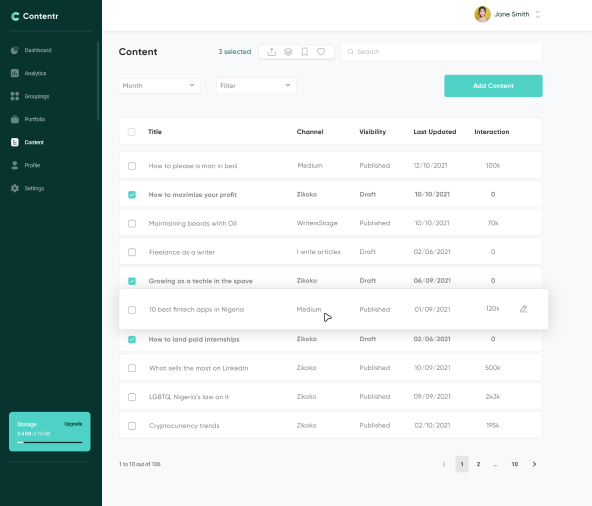 Contentr
Jane Smith
Dashboard
Analytics
Groupings
Portfolio
Content
Profile
Settings
Storage
Upgrade
3.4 GB of 15 GB
Content
3 selected
Search
Month
Filter
Add Content
Title Channel Visibility Last Updated Interaction
How to please a man in bed Medium Published 12/10/2021 100k
How to maximize your profit Zikoko Draft 10/10/2021 0
Maintaining beards wiith Oil WritersStage Published 10/10/2021 70k
Freelance as a writer I write articles Draft 02/06/2021 0
Growing as a techie in the spave Zikoko Draft 06/09/2021 0
10 best fintech apps in Nigeria Medium Published 01/09/2021 120k
How to land paid internships Zikoko Draft 02/06/2021 0
What sells the most on LinkedIn Zikoko Published 10/09/2021 500k
LGBTQ, Nigeria's law on it Zikoko Published 09/09/2021 243k
Cryptocurrency trends Zikoko Published 02/10/2021 195k
1 to 10 out of 106
1 2 ... 10